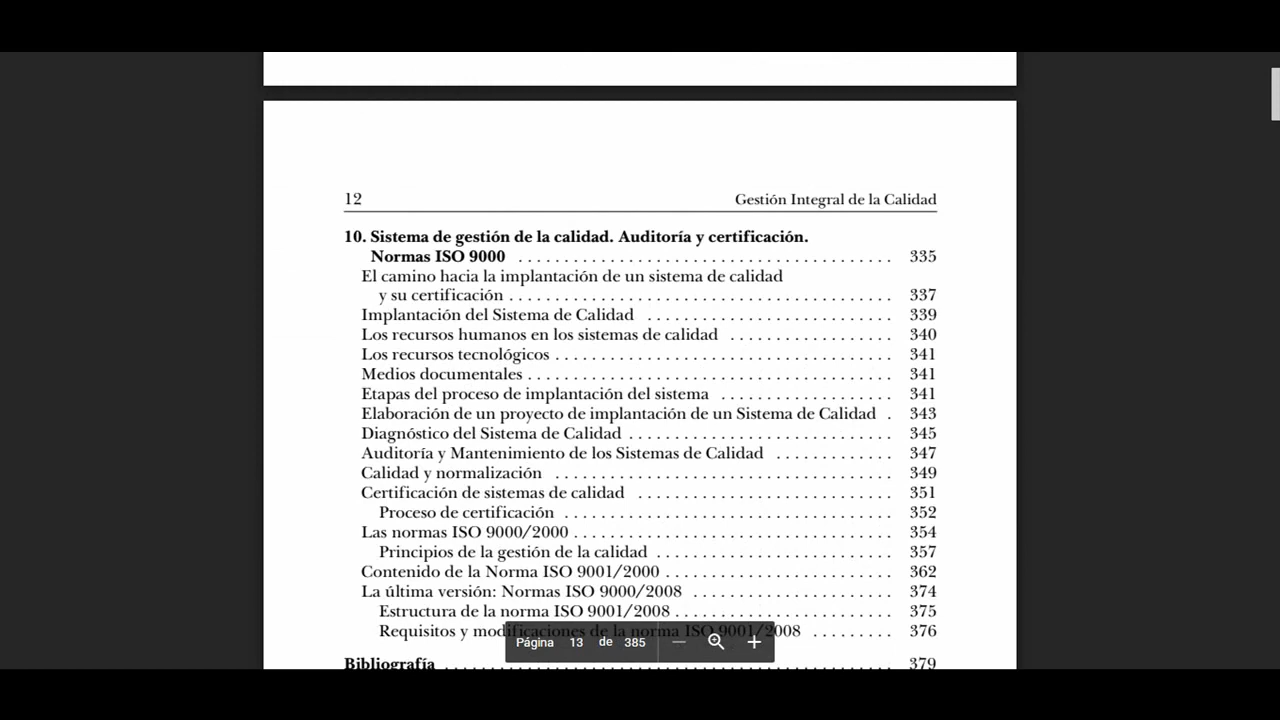 12 Gestión Integral de la Calidad
10. Sistema de gestión de la calidad. Auditoría y certificación.
Normas ISO 9000 . . . . . . . . . . . . . . . . . . . . . . . . . . . . . . . . . . . . . . . . . 335
El camino hacia la implantación de un sistema de calidad
y su certificación . . . . . . . . . . . . . . . . . . . . . . . . . . . . . . . . . . . . . . . . . . 337
Implantación del Sistema de Calidad . . . . . . . . . . . . . . . . . . . . . . . . . . . 339
Los recursos humanos en los sistemas de calidad . . . . . . . . . . . . . . . . . . 340
Los recursos tecnológicos . . . . . . . . . . . . . . . . . . . . . . . . . . . . . . . . . . . . . 341
Medios documentales . . . . . . . . . . . . . . . . . . . . . . . . . . . . . . . . . . . . . . . . 341
Etapas del proceso de implantación del sistema . . . . . . . . . . . . . . . . . . . 341
Elaboración de un proyecto de implantación de un Sistema de Calidad . 343
Diagnóstico del Sistema de Calidad . . . . . . . . . . . . . . . . . . . . . . . . . . . . . 345
Auditoría y Mantenimiento de los Sistemas de Calidad . . . . . . . . . . . . . 347
Calidad y normalización . . . . . . . . . . . . . . . . . . . . . . . . . . . . . . . . . . . . . 349
Certificación de sistemas de calidad . . . . . . . . . . . . . . . . . . . . . . . . . . . . 351
Proceso de certificación . . . . . . . . . . . . . . . . . . . . . . . . . . . . . . . . . . . . 352
Las normas ISO 9000/2000 . . . . . . . . . . . . . . . . . . . . . . . . . . . . . . . . . . . 354
Principios de la gestión de la calidad . . . . . . . . . . . . . . . . . . . . . . . . . . 357
Contenido de la Norma ISO 9001/2000 . . . . . . . . . . . . . . . . . . . . . . . . . 362
La última versión: Normas ISO 9000/2008 . . . . . . . . . . . . . . . . . . . . . . 374
Estructura de la norma ISO 9001/2008 . . . . . . . . . . . . . . . . . . . . . . . . 375
Requisitos y modificaciones de la norma ISO 9001/2008 . . . . . . . . . 376
Página 13 de 385
Bibliografía . . . . . . . . . . . . . . . . . . . . . . . . . . . . . . . . . . . . . . . . . . . . . . . . . 379